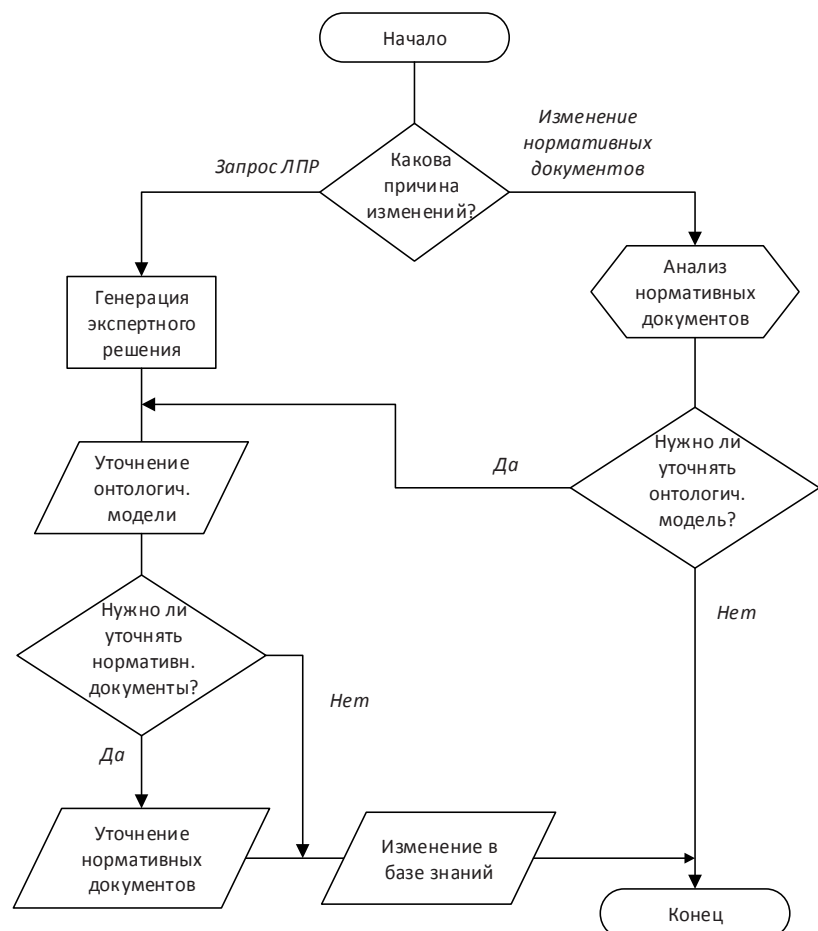 Начало
Изменение
нормативных
документов
Запрос ЛПР
Какова
причина
изменений?
Генерация
экспертного
решения
Анализ
нормативных
документов
Да
Нужно ли
уточнять
онтологич.
модель?
Уточнение
онтологич.
модели
Нет
Нужно ли
уточнять
нормативн.
документы?
Нет
Да
Уточнение
нормативных
документов
Изменение в
базе знаний
Конец